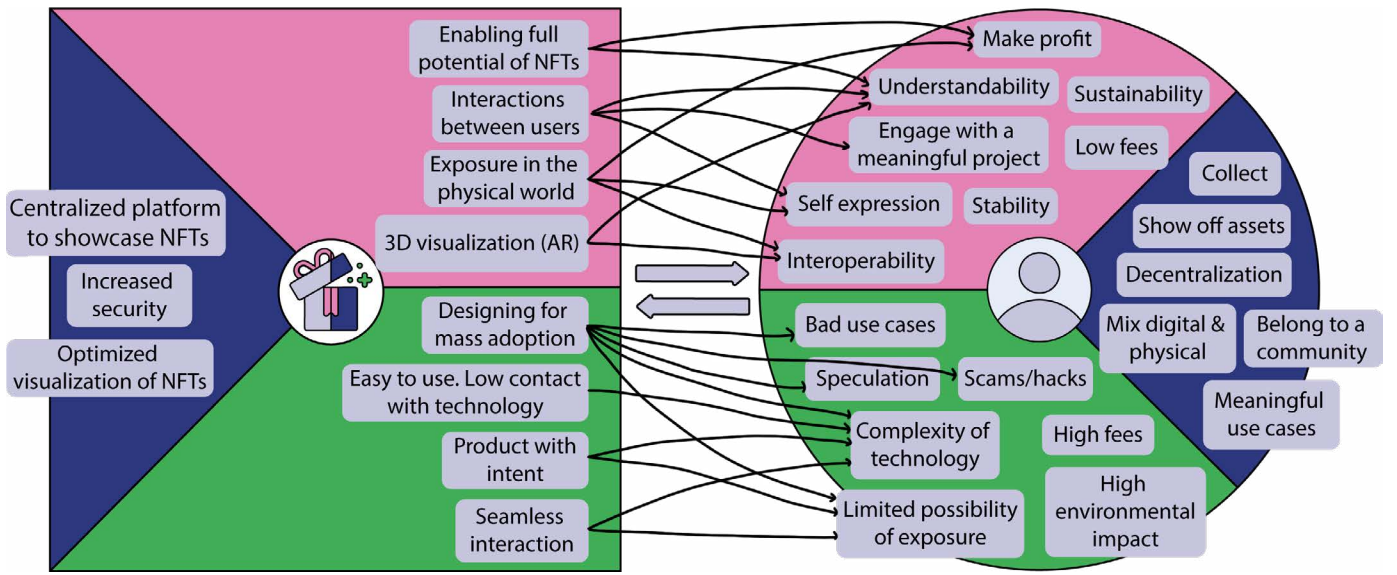 Enabling full
potential of NFTs
Interactions
between users
Exposure in the
physical world
3D visualization (AR)
Centralized platform
to showcase NFTs
Increased
security
Optimized
visualization of NFTs
Designing for
mass adoption
Easy to use. Low contact
with technology
Product with
intent
Seamless
interaction
Make profit
Understandability
Sustainability
Engage with a
meaningful project
Low fees
Self expression
Stability
Interoperability
Collect
Show off assets
Decentralization
Mix digital &
physical
Belong to a
community
Meaningful
use cases
Bad use cases
Speculation
Scams/hacks
Complexity of
technology
High fees
Limited possibility
of exposure
High
environmental
impact